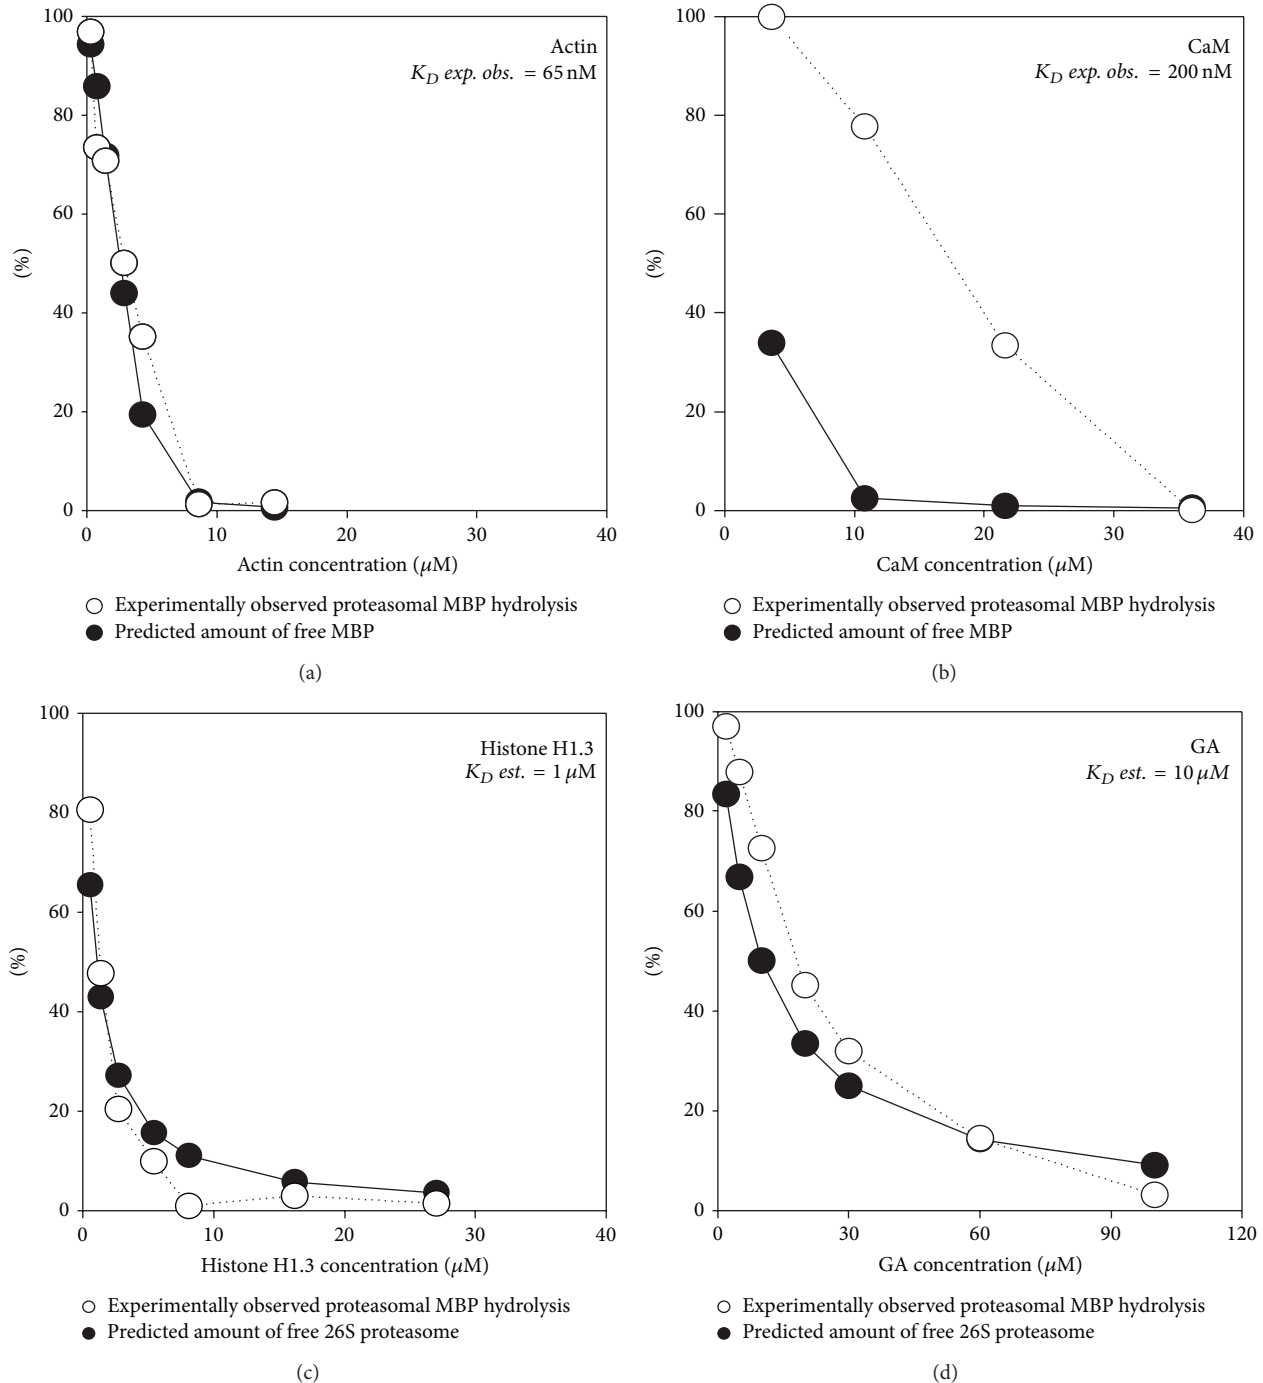 100
80
60
40
20
0
(%)
Actin
K_D exp. obs. = 65 nM
0 10 20 30 40
Actin concentration (μM)
Experimentally observed proteasomal MBP hydrolysis
Predicted amount of free MBP
(a)
100
80
60
40
20
0
(%)
CaM
K_D exp. obs. = 200 nM
0 10 20 30 40
CaM concentration (μM)
Experimentally observed proteasomal MBP hydrolysis
Predicted amount of free MBP
(b)
100
80
60
40
20
0
(%)
Histone H1.3
K_D est. = 1 μM
0 10 20 30 40
Histone H1.3 concentration (μM)
Experimentally observed proteasomal MBP hydrolysis
Predicted amount of free 26S proteasome
(c)
100
80
60
40
20
0
(%)
GA
K_D est. = 10 μM
0 30 60 90 120
GA concentration (μM)
Experimentally observed proteasomal MBP hydrolysis
Predicted amount of free 26S proteasome
(d)